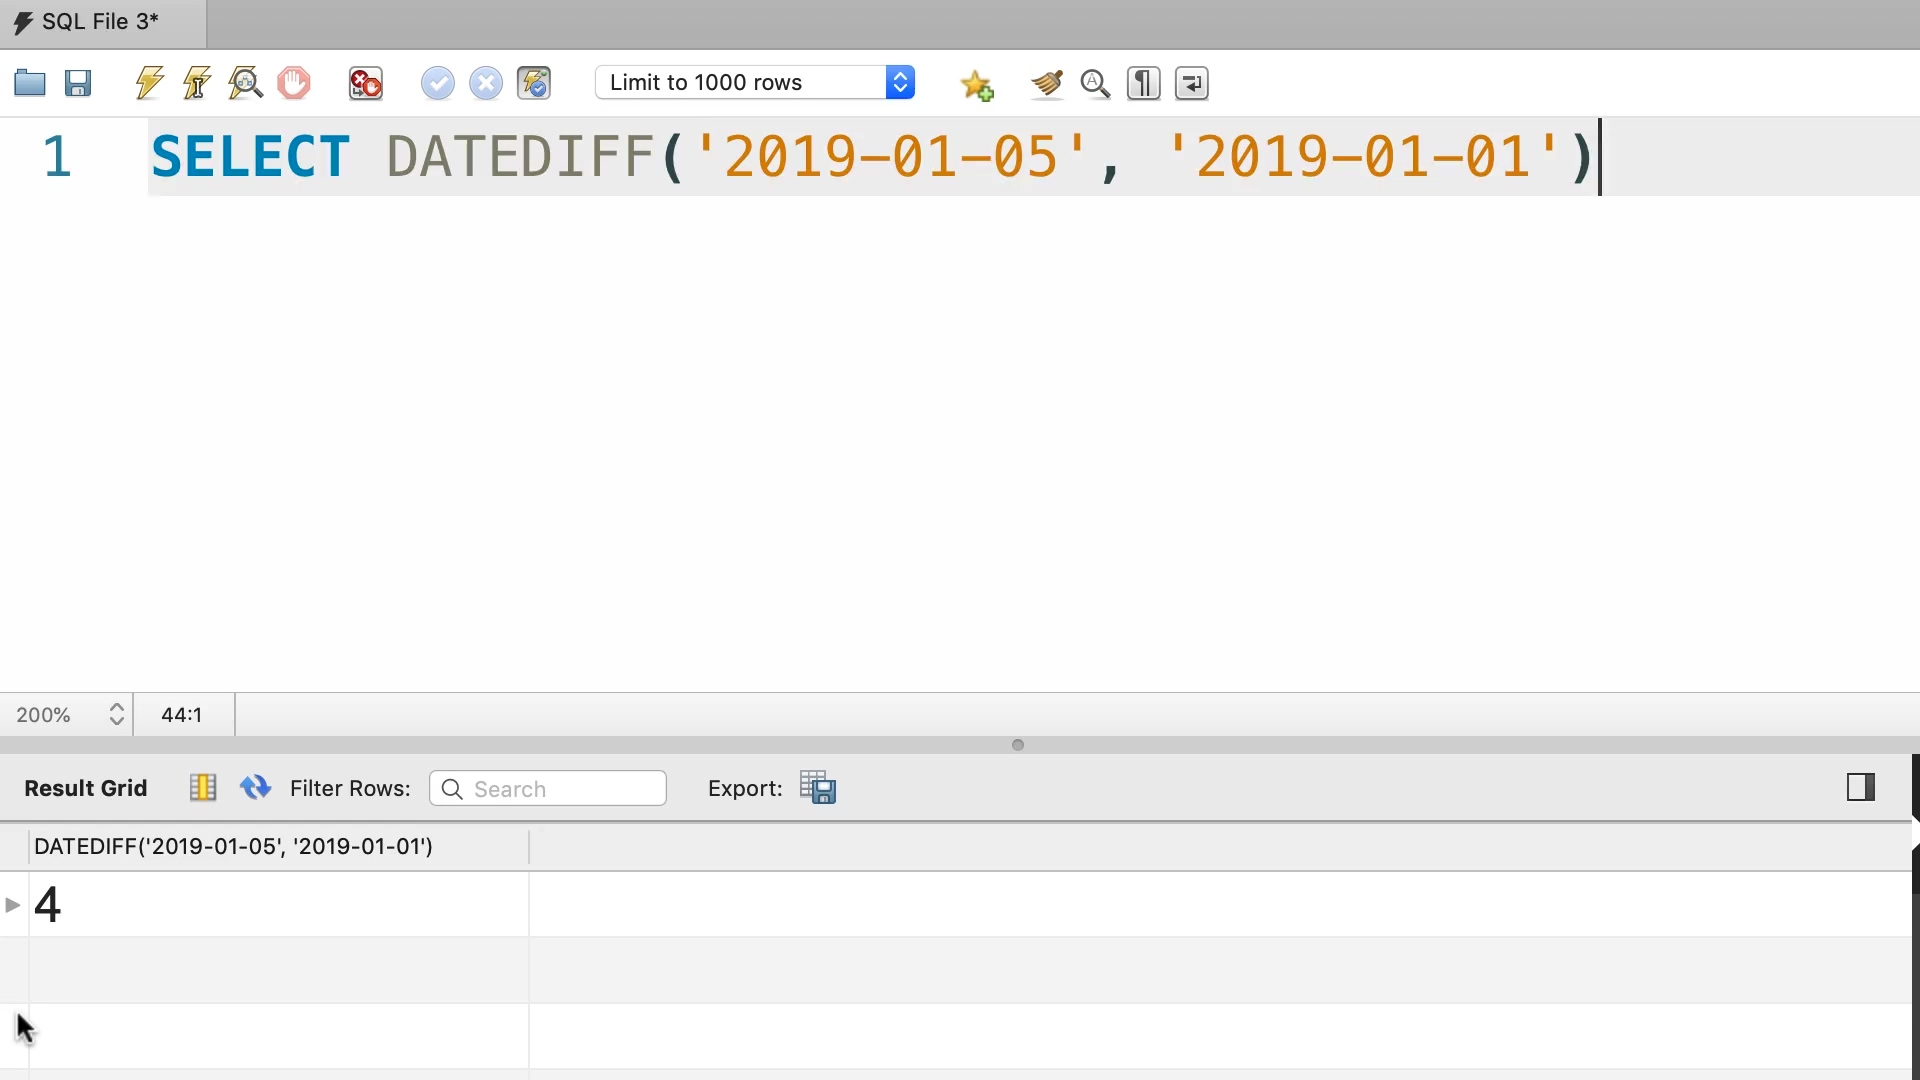 SQL File 3*
Limit to 1000 rows
1 SELECT DATEDIFF('2019-01-05', '2019-01-01')
200% 44:1
Result Grid Filter Rows: Search Export:
DATEDIFF('2019-01-05', '2019-01-01')
4